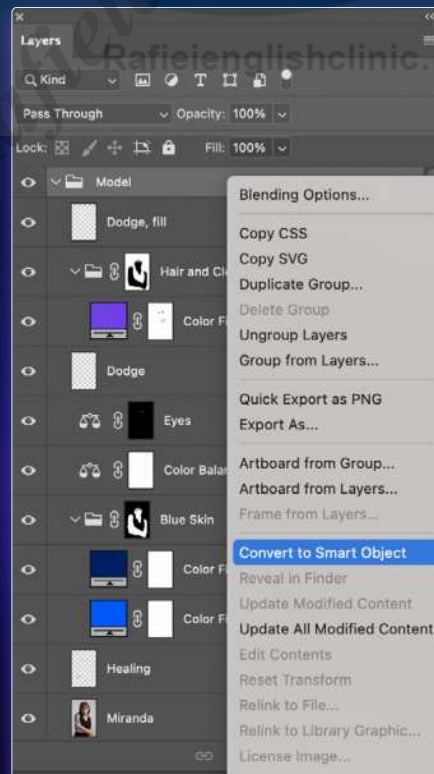 Layers
Rafieienglishclinic.
Kind
Pass Through
Opacity: 100%
Lock:
Fill: 100%
Model
Dodge, fill
Hair and Cl
Color Fi
Dodge
Eyes
Color Balan
Blue Skin
Color Fi
Color Fi
Healing
Miranda
Blending Options...
Copy CSS
Copy SVG
Duplicate Group...
Delete Group
Ungroup Layers
Group from Layers...
Quick Export as PNG
Export As...
Artboard from Group...
Artboard from Layers...
Frame from Layers...
Convert to Smart Object
Reveal in Finder
Update Modified Content
Update All Modified Content
Edit Contents
Reset Transform
Relink to File...
Relink to Library Graphic...
License Image...